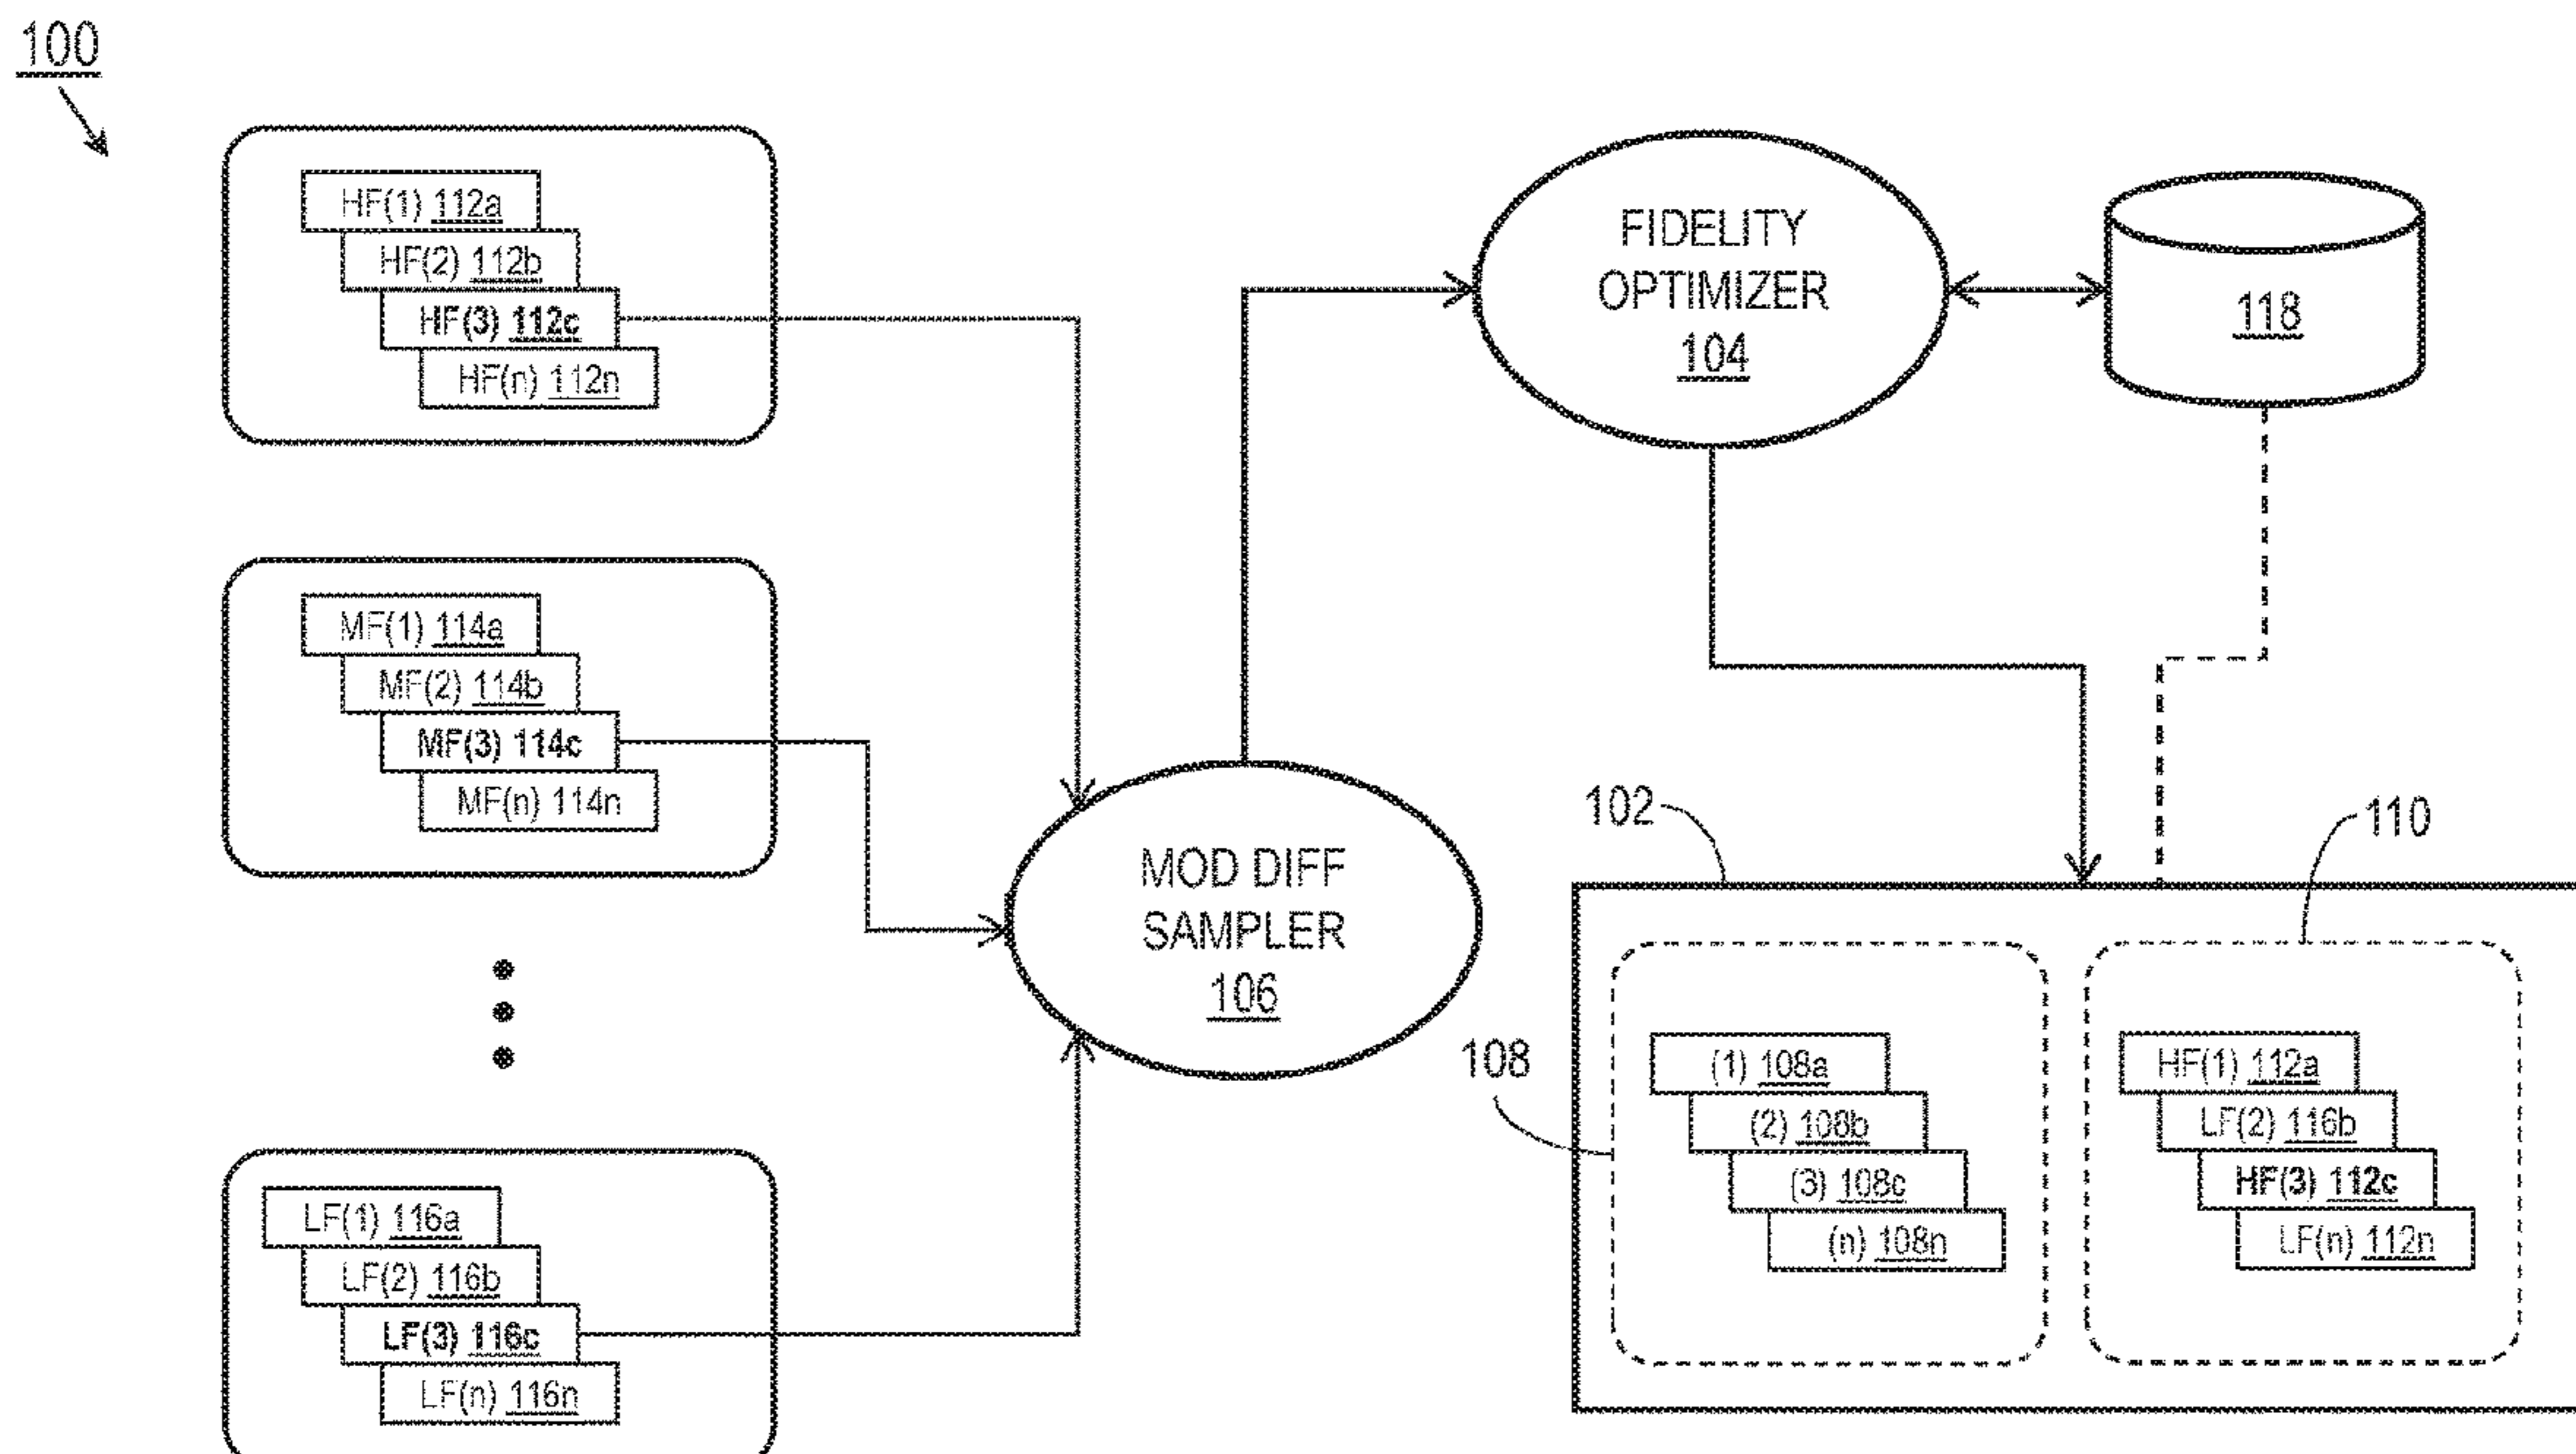 100
HF(1) 112a
HF(2) 112b
HF(3) 112c
HF(n) 112n
MF(1) 114a
MF(2) 114b
MF(3) 114c
MF(n) 114n
LF(1) 116a
LF(2) 116b
LF(3) 116c
LF(n) 116n
MOD DIFF
SAMPLER
106
FIDELITY
OPTIMIZER
104
118
102
110
108
(1) 108a
(2) 108b
(3) 108c
(n) 108n
HF(1) 112a
LF(2) 116b
HF(3) 112c
LF(n) 112n